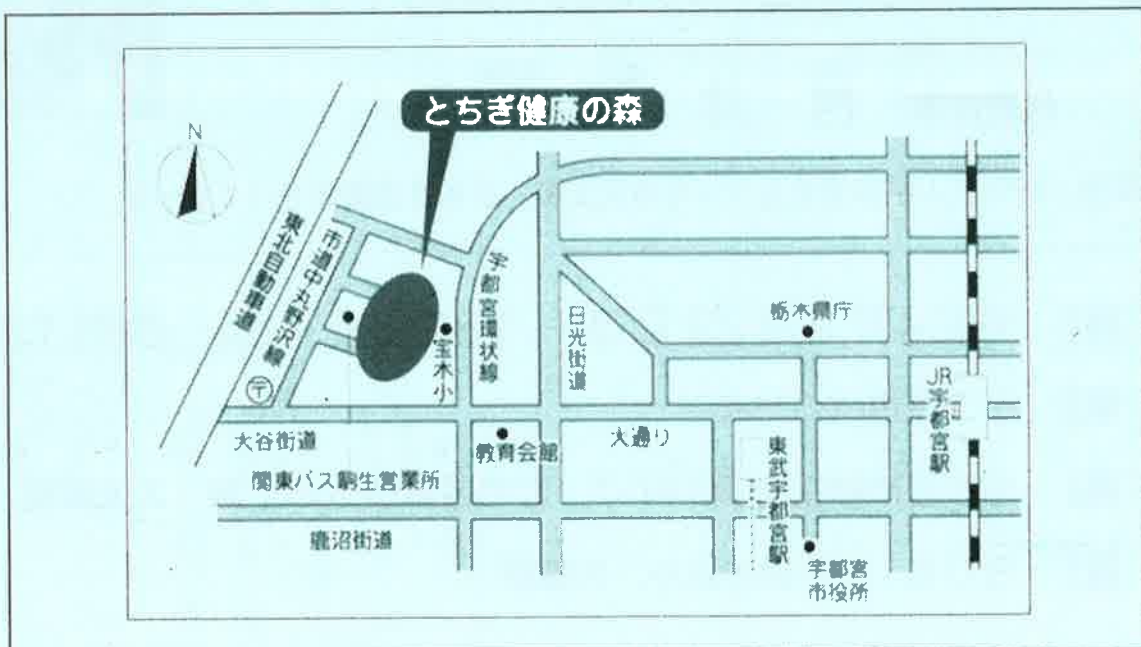 とちぎ健康の森
N
東北自動車道
市道中丸野沢線
〒
宝木小
宇都宮環状線
日光街道
栃木県庁
JR宇都宮駅
大谷街道
教育会館
大通り
東武宇都宮駅
関東バス駒生営業所
鹿沼街道
宇都宮
市役所